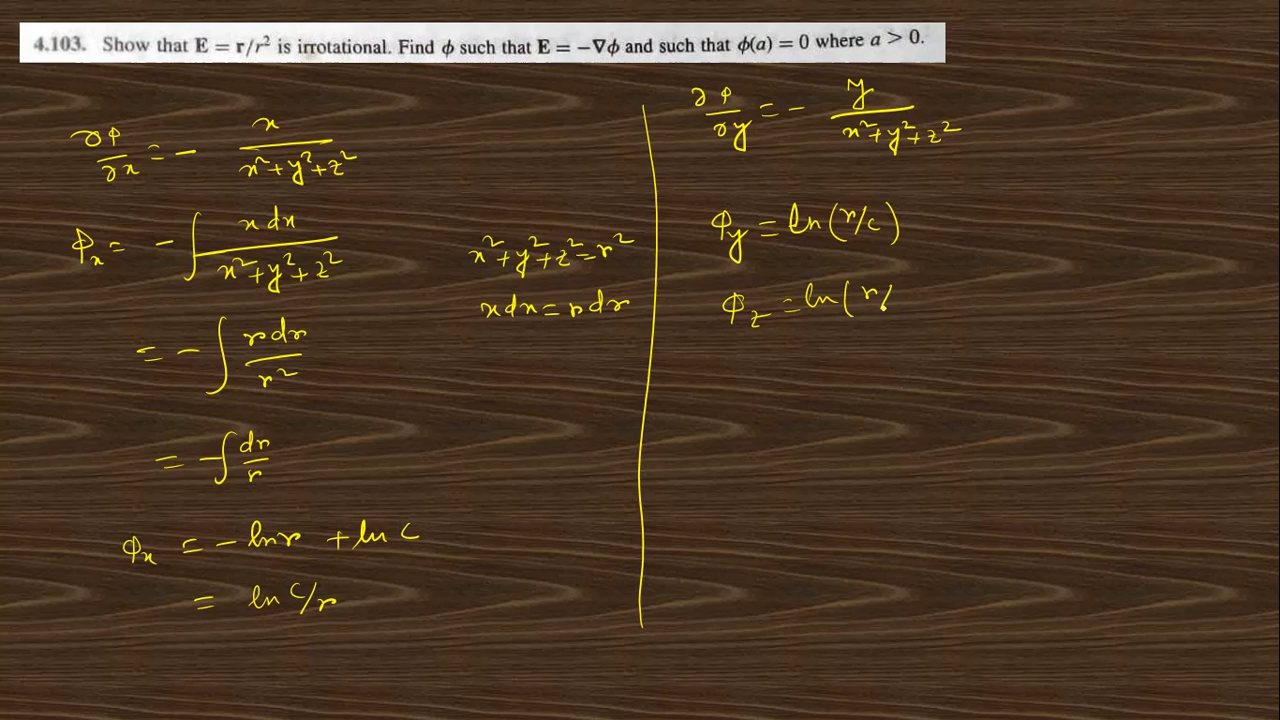 4.103. Show that E = r/r² is irrotational. Find ϕ such that E = −∇ϕ and such that ϕ(a) = 0 where a > 0.
∂ϕ/∂x = − x/(x²+y²+z²)
ϕx = − ∫ x dx/(x²+y²+z²)
x²+y²+z²=r²
x dx = r dr
= − ∫ r dr/r²
= −∫ dr/r
ϕx = − ln r + ln c
= ln c/r
∂ϕ/∂y = − y/(x²+y²+z²)
ϕy = ln(r/c)
ϕz = ln(r/